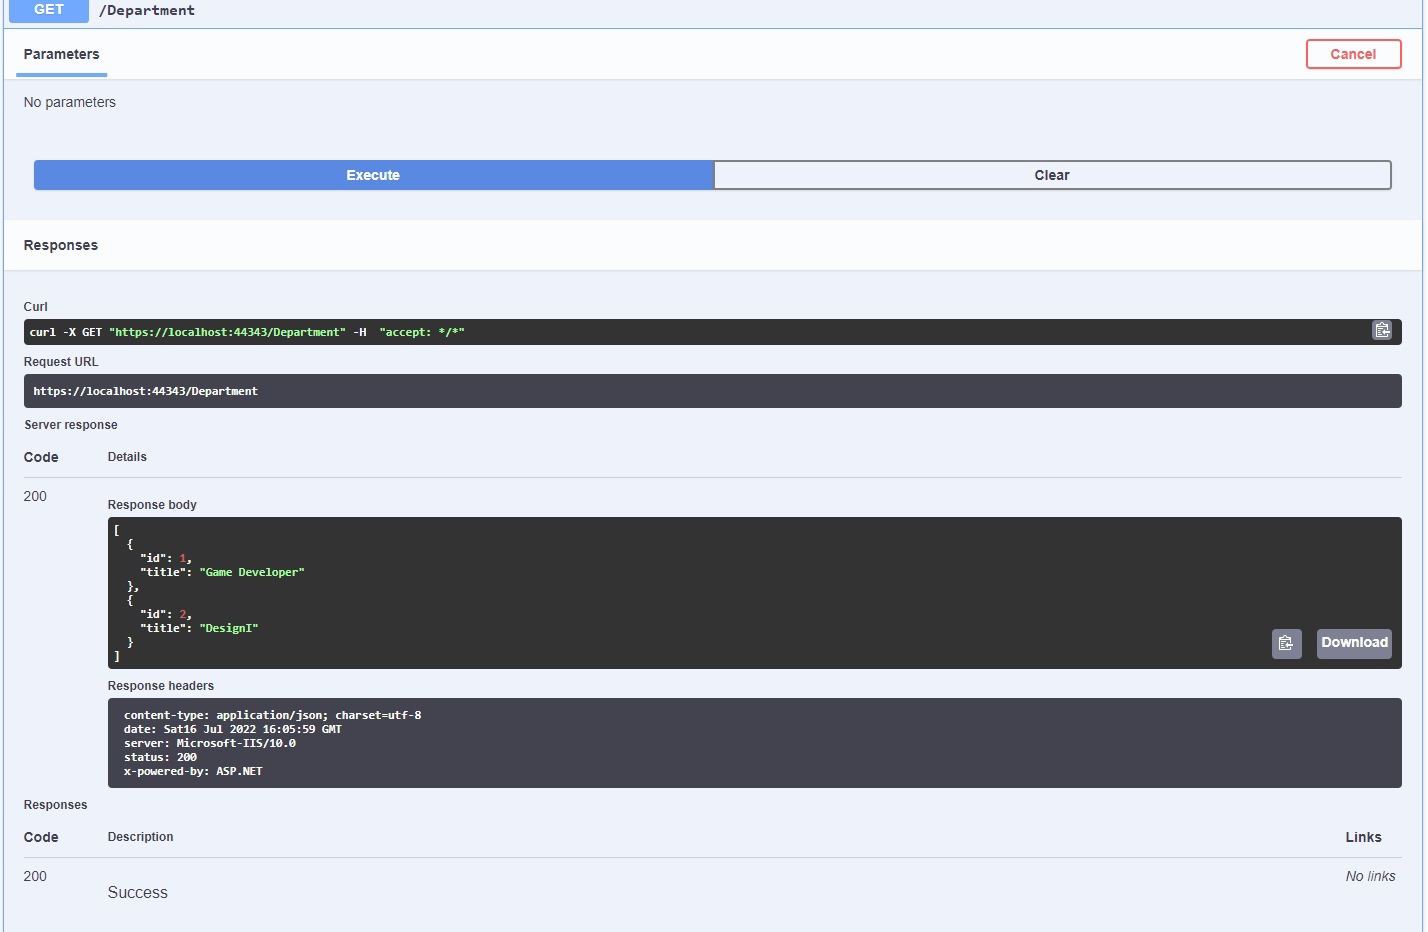 GET /Department
Parameters Cancel
No parameters
Execute Clear
Responses
Curl
curl -X GET "https://localhost:44343/Department" -H  "accept: */*"
Request URL
https://localhost:44343/Department
Server response
Code Details
200
Response body
[
  {
    "id": 1,
    "title": "Game Developer"
  },
  {
    "id": 2,
    "title": "DesignI"
  }
]
Download
Response headers
content-type: application/json; charset=utf-8
date: Sat16 Jul 2022 16:05:59 GMT
server: Microsoft-IIS/10.0
status: 200
x-powered-by: ASP.NET
Responses
Code Description Links
200 No links
Success